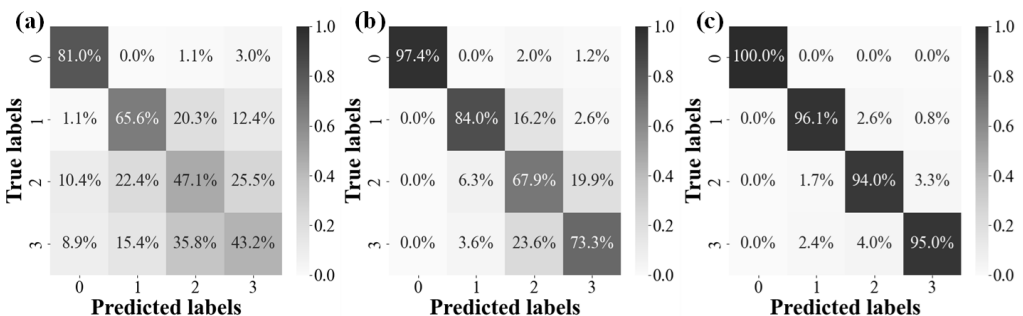 (a)
1.0
0.8
0.6
0.4
0.2
0.0
True labels
0
1
2
3
81.0% 0.0% 1.1% 3.0%
1.1% 65.6% 20.3% 12.4%
10.4% 22.4% 47.1% 25.5%
8.9% 15.4% 35.8% 43.2%
0 1 2 3
Predicted labels
(b)
1.0
0.8
0.6
0.4
0.2
0.0
True labels
0
1
2
3
97.4% 0.0% 2.0% 1.2%
0.0% 84.0% 16.2% 2.6%
0.0% 6.3% 67.9% 19.9%
0.0% 3.6% 23.6% 73.3%
0 1 2 3
Predicted labels
(c)
1.0
0.8
0.6
0.4
0.2
0.0
True labels
0
1
2
3
100.0% 0.0% 0.0% 0.0%
0.0% 96.1% 2.6% 0.8%
0.0% 1.7% 94.0% 3.3%
0.0% 2.4% 4.0% 95.0%
0 1 2 3
Predicted labels